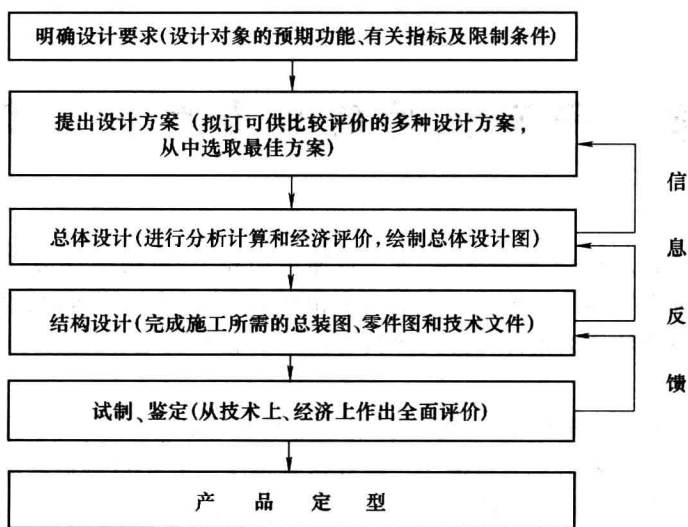 明确设计要求(设计对象的预期功能、有关指标及限制条件)
提出设计方案(拟订可供比较评价的多种设计方案,
从中选取最佳方案)
总体设计(进行分析计算和经济评价,绘制总体设计图)
结构设计(完成施工所需的总装图、零件图和技术文件)
试制、鉴定(从技术上、经济上作出全面评价)
产 品 定 型
信
息
反
馈